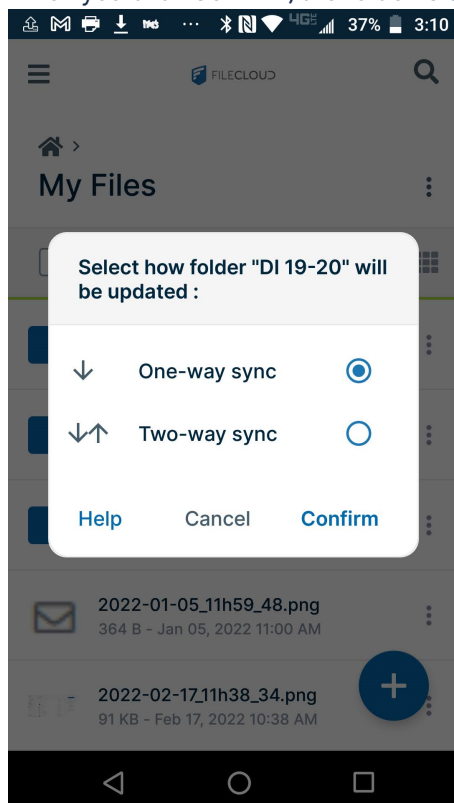 4G 37% 3:10
FILECLOUD
My Files
Select how folder "DI 19-20" will
be updated :
One-way sync
Two-way sync
Help Cancel Confirm
2022-01-05_11h59_48.png
364 B - Jan 05, 2022 11:00 AM
2022-02-17_11h38_34.png
91 KB - Feb 17, 2022 10:38 AM